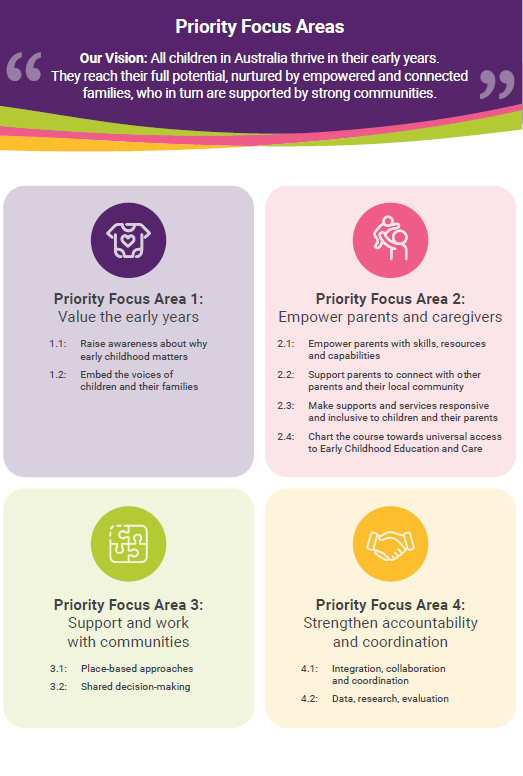 Priority Focus Areas
“ Our Vision: All children in Australia thrive in their early years.
They reach their full potential, nurtured by empowered and connected
families, who in turn are supported by strong communities. ”
Priority Focus Area 1:
Value the early years
1.1: Raise awareness about why
early childhood matters
1.2: Embed the voices of
children and their families
Priority Focus Area 2:
Empower parents and caregivers
2.1: Empower parents with skills, resources
and capabilities
2.2: Support parents to connect with other
parents and their local community
2.3: Make supports and services responsive
and inclusive to children and their parents
2.4: Chart the course towards universal access
to Early Childhood Education and Care
Priority Focus Area 3:
Support and work
with communities
3.1: Place-based approaches
3.2: Shared decision-making
Priority Focus Area 4:
Strengthen accountability
and coordination
4.1: Integration, collaboration
and coordination
4.2: Data, research, evaluation